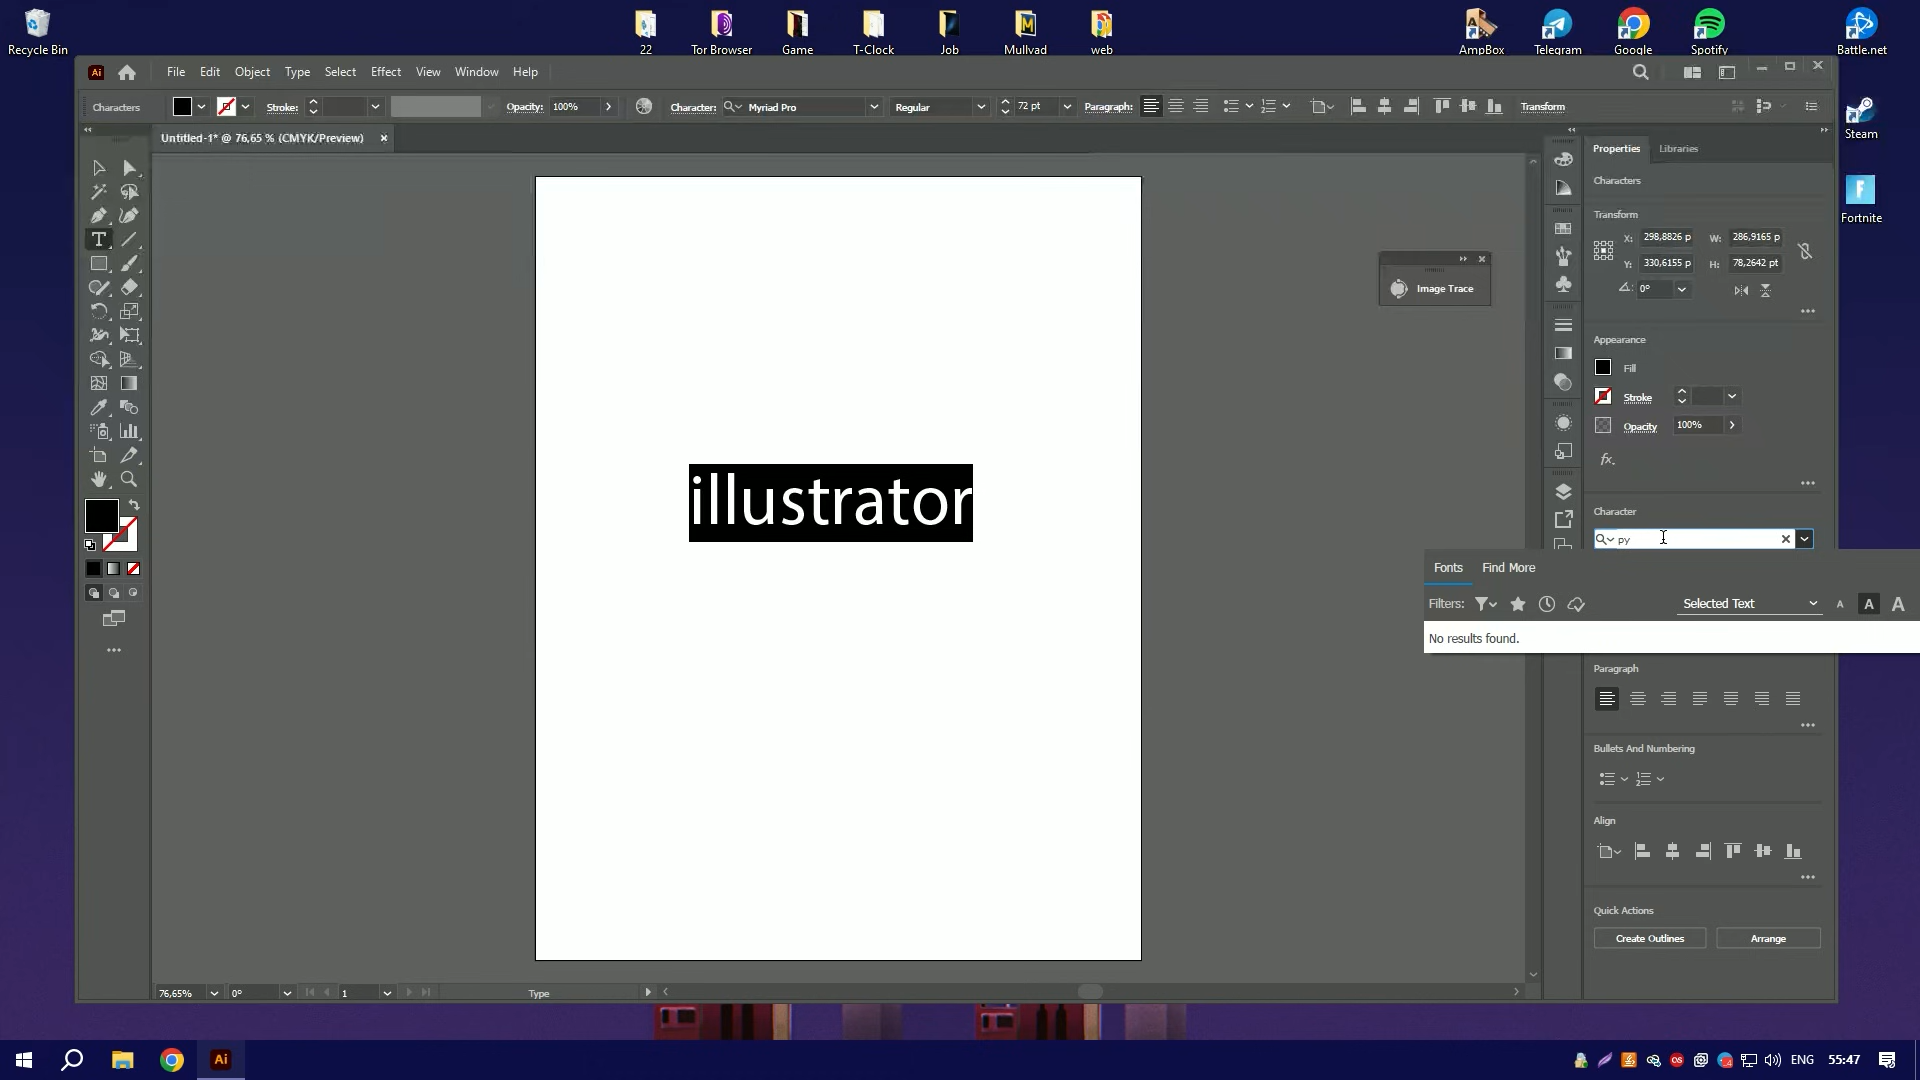 Recycle Bin
22
Tor Browser
Game
T-Clock
Job
Mullvad
web
AmpBox
Telegram
Google
Spotify
Battle.net
Steam
Fortnite
Ai
File Edit Object Type Select Effect View Window Help
Characters
Stroke:
Opacity: 100%
Character: Myriad Pro
Regular
72 pt
Paragraph:
Transform
Untitled-1* @ 76,65 % (CMYK/Preview)
illustrator
Image Trace
Properties Libraries
Characters
Transform
X: 298,8826 p W: 286,9165 p
Y: 330,6155 p H: 78,2642 pt
0°
Appearance
Fill
Stroke
Opacity 100%
fx.
Character
py
Fonts Find More
Filters:
Selected Text
A A A
No results found.
Paragraph
Bullets And Numbering
Align
Quick Actions
Create Outlines Arrange
76,65% 0° 1 Type
Ai
ENG 55:47